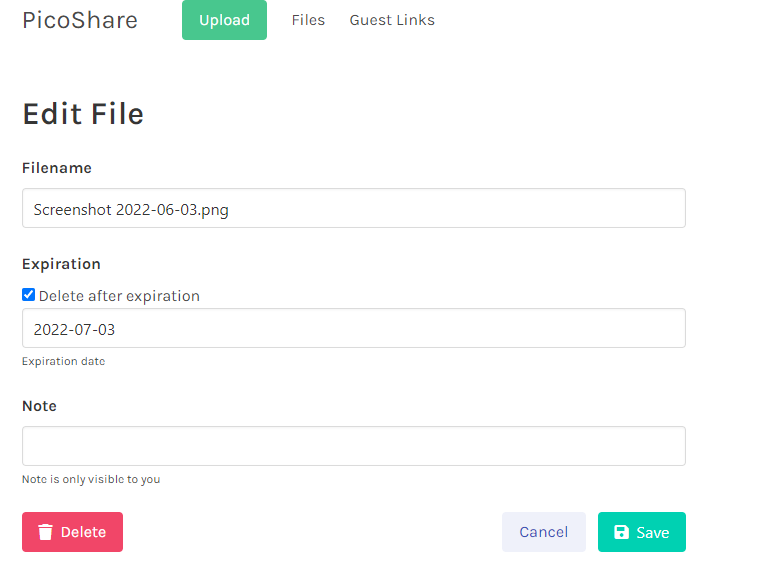 PicoShare Upload Files Guest Links
Edit File
Filename
Screenshot 2022-06-03.png
Expiration
Delete after expiration
2022-07-03
Expiration date
Note
Note is only visible to you
Delete Cancel Save